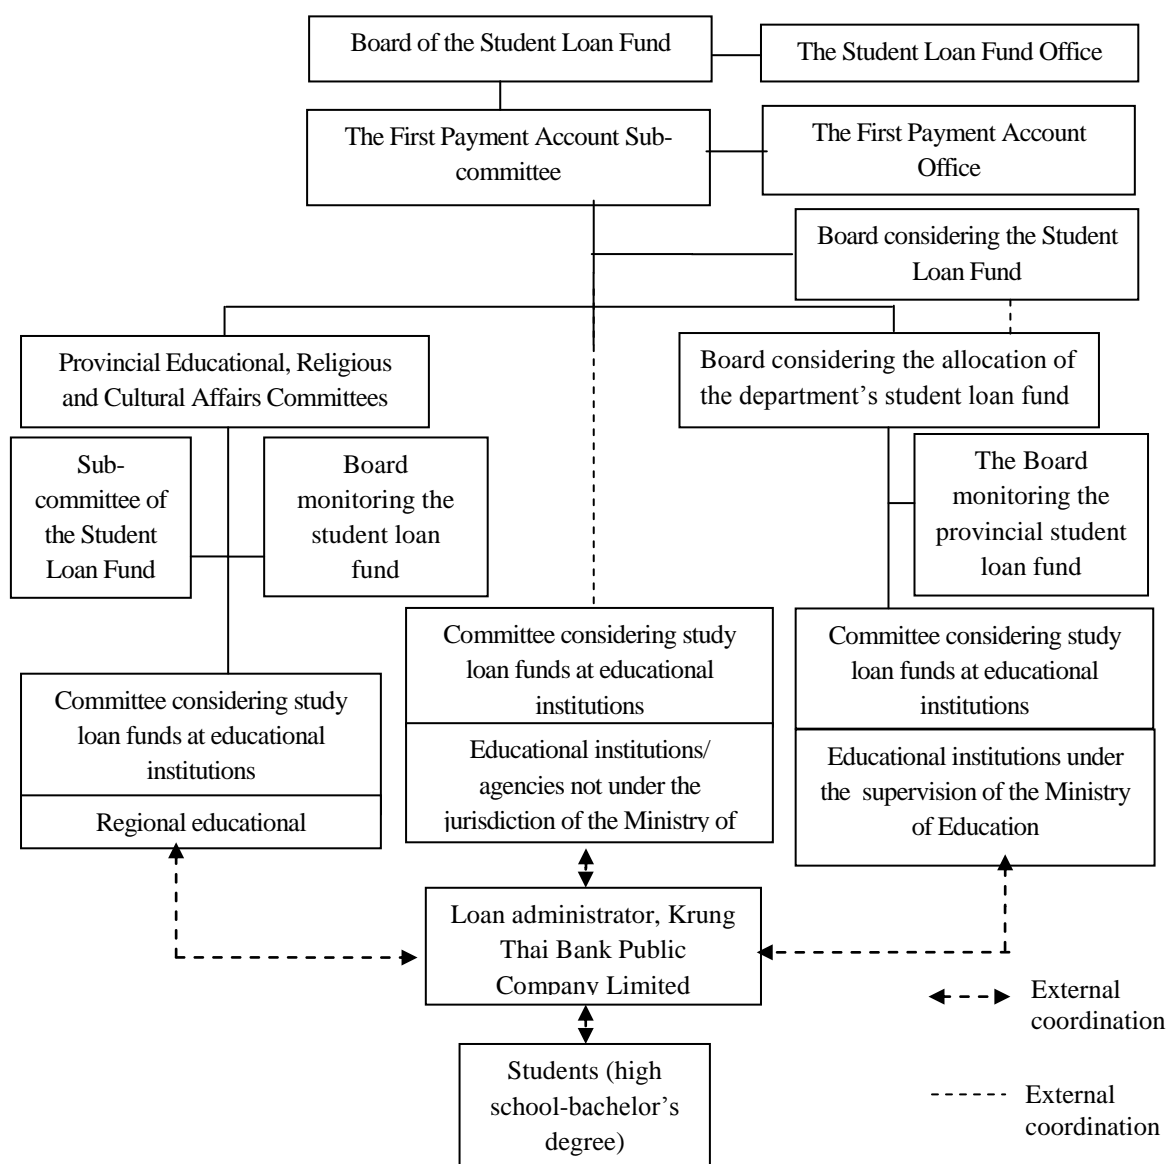 Board of the Student Loan Fund
The Student Loan Fund Office
The First Payment Account Sub-
committee
The First Payment Account
Office
Board considering the Student
Loan Fund
Provincial Educational, Religious
and Cultural Affairs Committees
Board considering the allocation of
the department’s student loan fund
Sub-
committee of
the Student
Loan Fund
Board
monitoring the
student loan
fund
The Board
monitoring the
provincial student
loan fund
Committee considering study
loan funds at educational
institutions
Regional educational
Committee considering study
loan funds at educational
institutions
Educational institutions/
agencies not under the
jurisdiction of the Ministry of
Committee considering study
loan funds at educational
institutions
Educational institutions under
the supervision of the Ministry
of Education
Loan administrator, Krung
Thai Bank Public
Company Limited
Students (high
school-bachelor’s
degree)
External
coordination
External
coordination